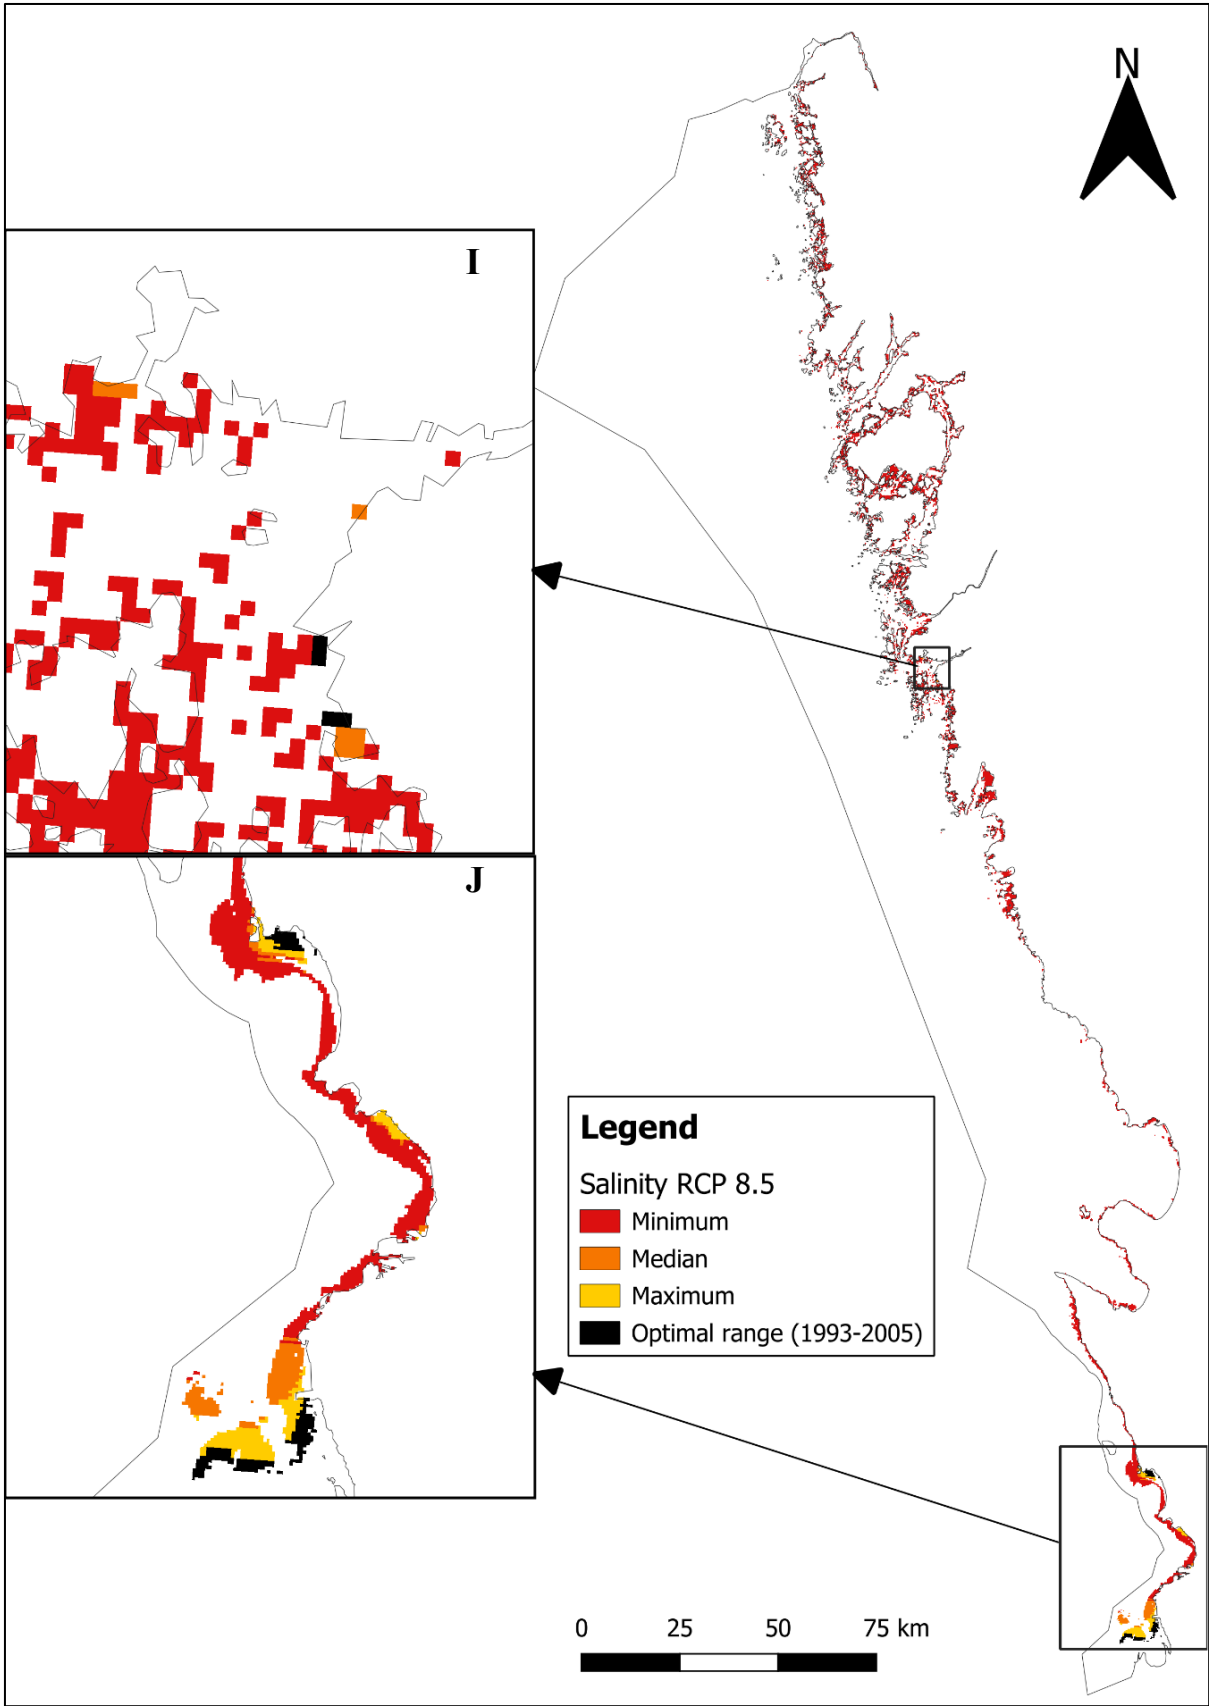 N
I
J
Legend
Salinity RCP 8.5
Minimum
Median
Maximum
Optimal range (1993-2005)
0 25 50 75 km